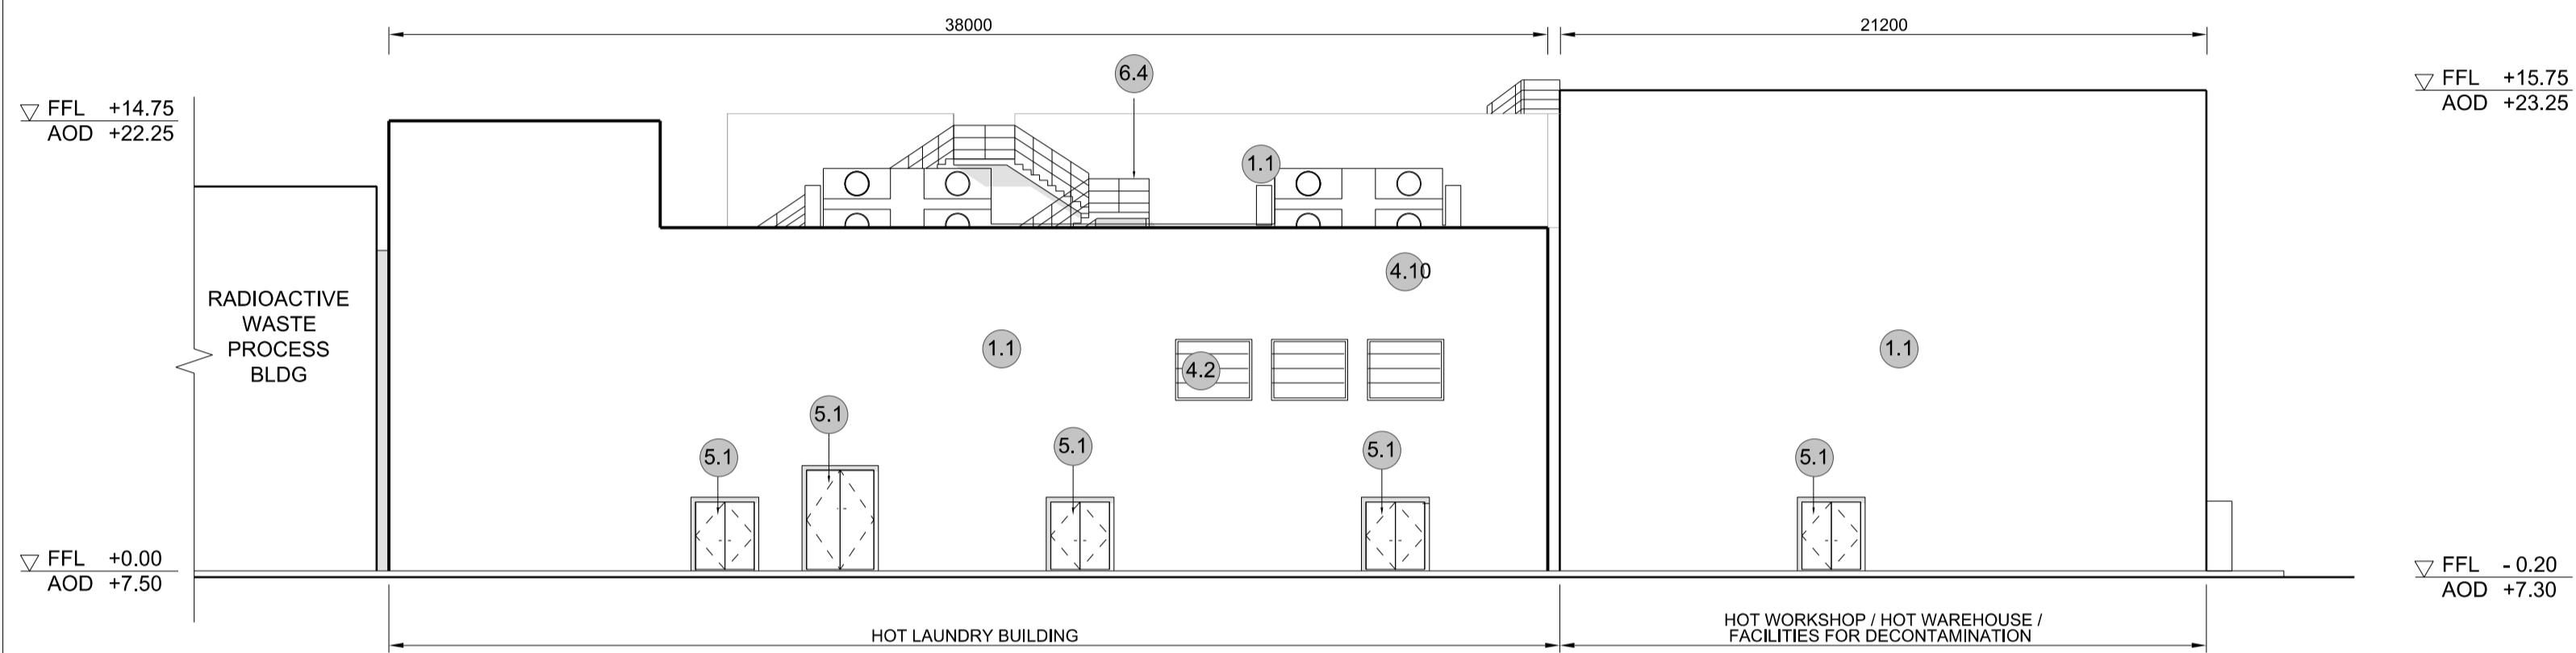 38000
21200
6.4
FFL +14.75
AOD +22.25
FFL +15.75
AOD +23.25
1.1
4.10
RADIOACTIVE
WASTE
PROCESS
BLDG
1.1
4.2
1.1
5.1
5.1
5.1
5.1
5.1
FFL +0.00
AOD +7.50
FFL - 0.20
AOD +7.30
HOT LAUNDRY BUILDING
HOT WORKSHOP / HOT WAREHOUSE /
FACILITIES FOR DECONTAMINATION